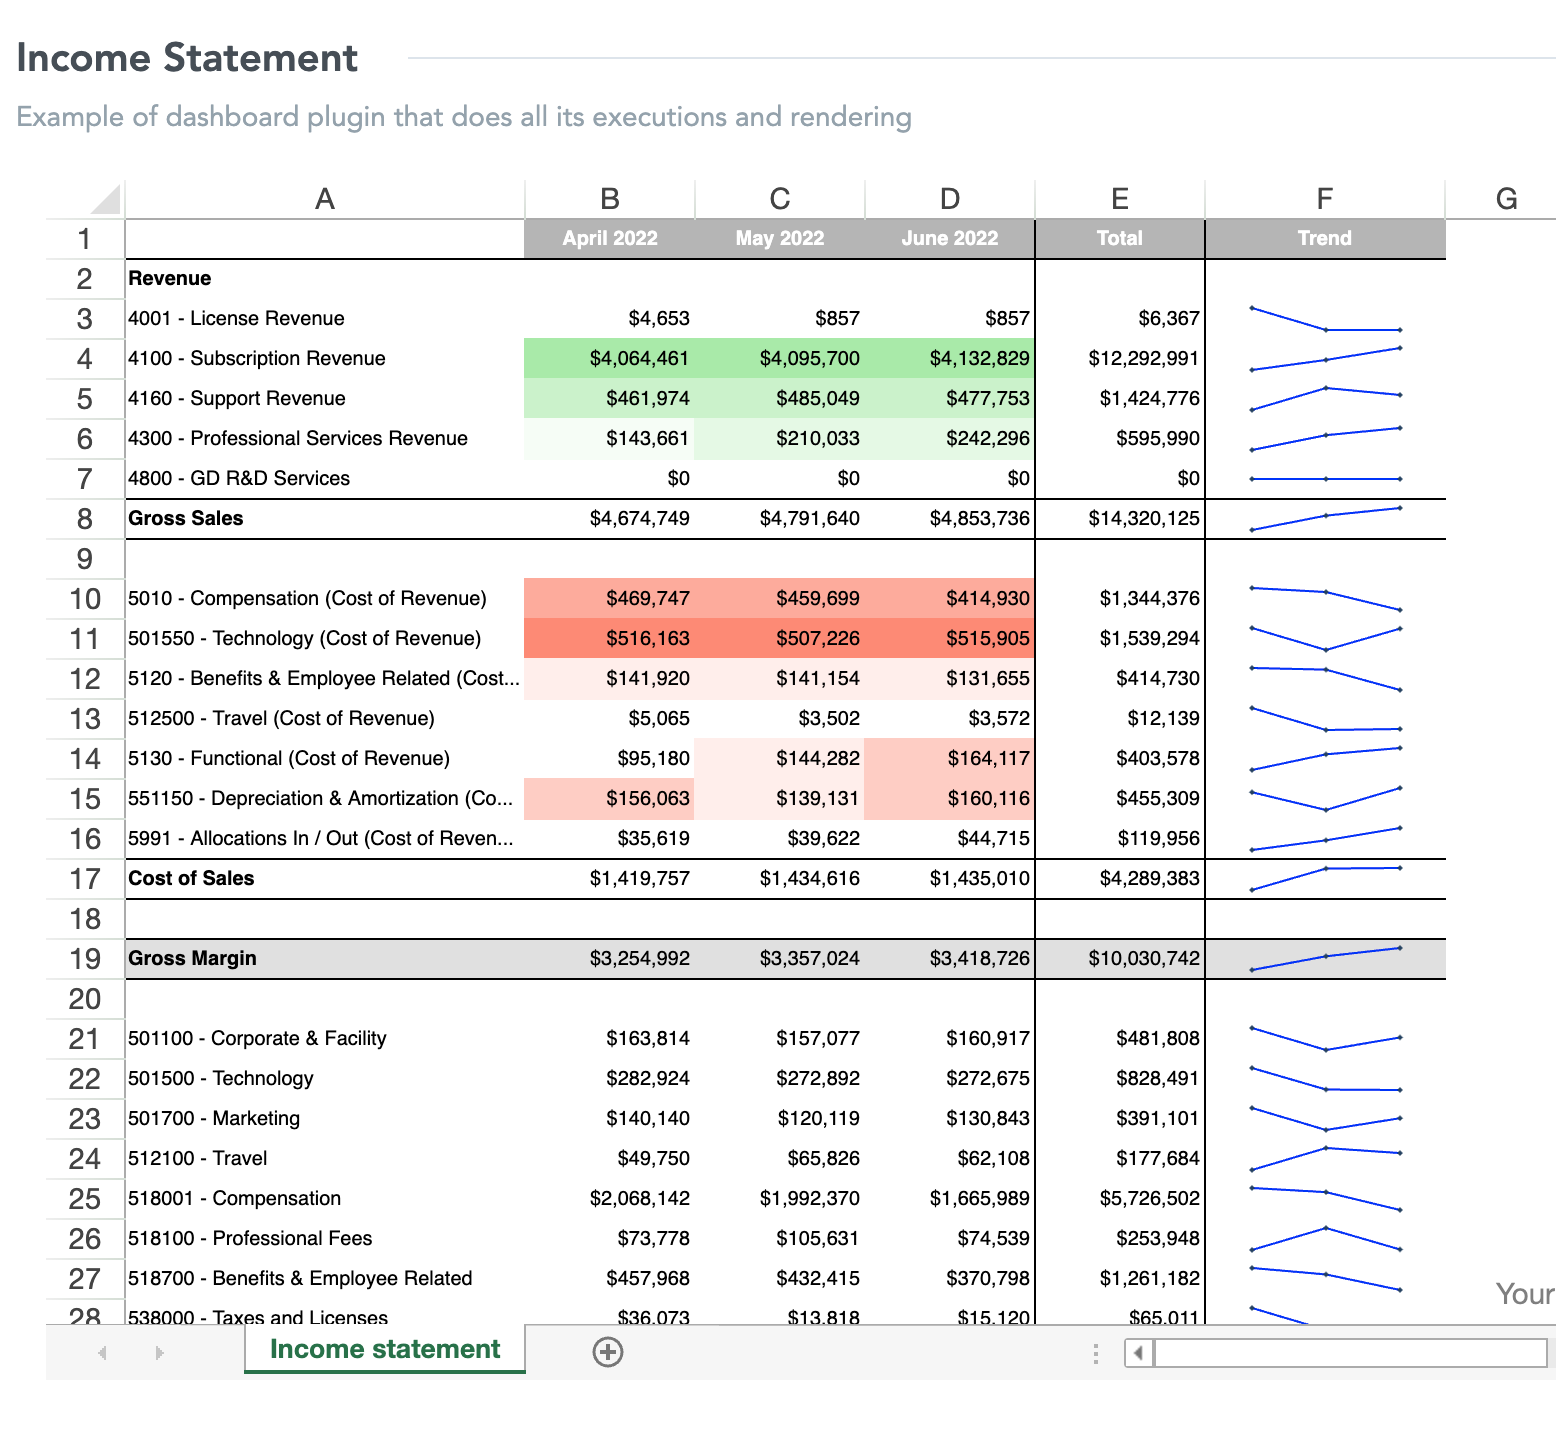 Income Statement
Example of dashboard plugin that does all its executions and rendering
A B C D E F G
1 April 2022 May 2022 June 2022 Total Trend
2 Revenue
3 4001 - License Revenue $4,653 $857 $857 $6,367
4 4100 - Subscription Revenue $4,064,461 $4,095,700 $4,132,829 $12,292,991
5 4160 - Support Revenue $461,974 $485,049 $477,753 $1,424,776
6 4300 - Professional Services Revenue $143,661 $210,033 $242,296 $595,990
7 4800 - GD R&D Services $0 $0 $0 $0
8 Gross Sales $4,674,749 $4,791,640 $4,853,736 $14,320,125
9
10 5010 - Compensation (Cost of Revenue) $469,747 $459,699 $414,930 $1,344,376
11 501550 - Technology (Cost of Revenue) $516,163 $507,226 $515,905 $1,539,294
12 5120 - Benefits & Employee Related (Cost... $141,920 $141,154 $131,655 $414,730
13 512500 - Travel (Cost of Revenue) $5,065 $3,502 $3,572 $12,139
14 5130 - Functional (Cost of Revenue) $95,180 $144,282 $164,117 $403,578
15 551150 - Depreciation & Amortization (Co... $156,063 $139,131 $160,116 $455,309
16 5991 - Allocations In / Out (Cost of Reven... $35,619 $39,622 $44,715 $119,956
17 Cost of Sales $1,419,757 $1,434,616 $1,435,010 $4,289,383
18
19 Gross Margin $3,254,992 $3,357,024 $3,418,726 $10,030,742
20
21 501100 - Corporate & Facility $163,814 $157,077 $160,917 $481,808
22 501500 - Technology $282,924 $272,892 $272,675 $828,491
23 501700 - Marketing $140,140 $120,119 $130,843 $391,101
24 512100 - Travel $49,750 $65,826 $62,108 $177,684
25 518001 - Compensation $2,068,142 $1,992,370 $1,665,989 $5,726,502
26 518100 - Professional Fees $73,778 $105,631 $74,539 $253,948
27 518700 - Benefits & Employee Related $457,968 $432,415 $370,798 $1,261,182
Your
28 538000 - Taxes and Licenses $36,073 $13,818 $15,120 $65,011
Income statement